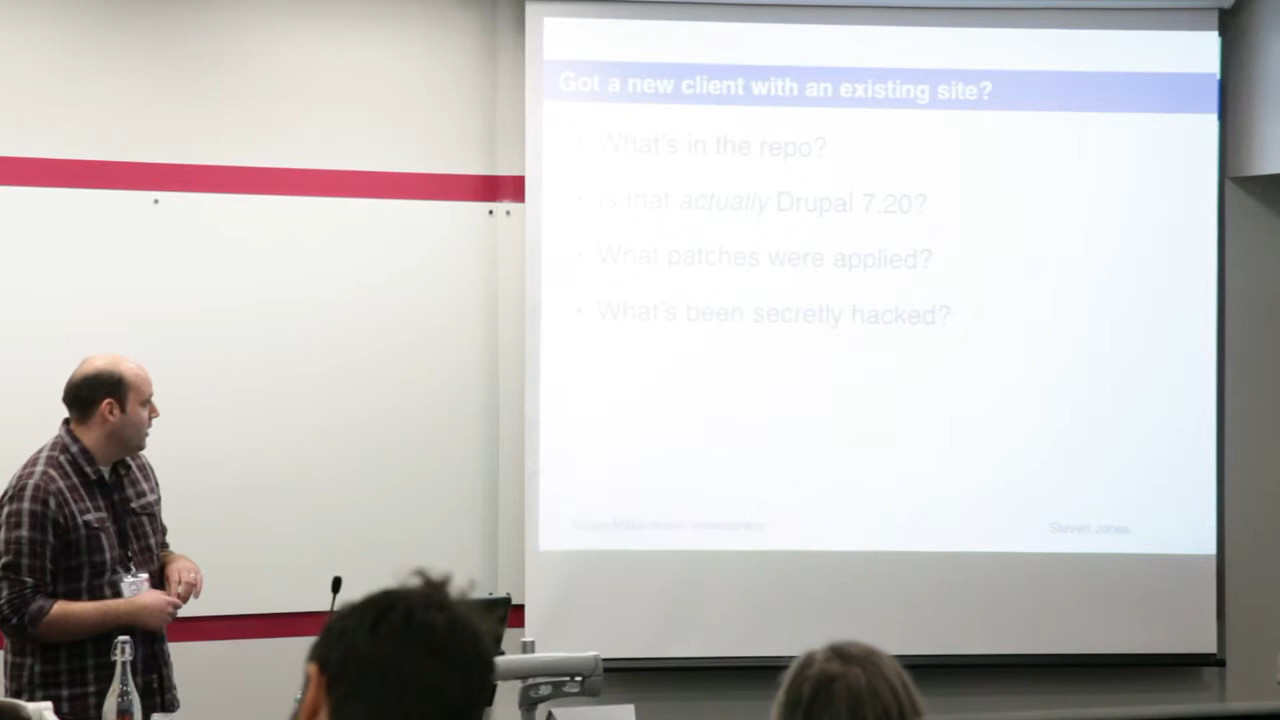 Got a new client with an existing site?
• What's in the repo?
• Is that actually Drupal 7.20?
• What patches were applied?
• What's been secretly hacked?
Steven Jones